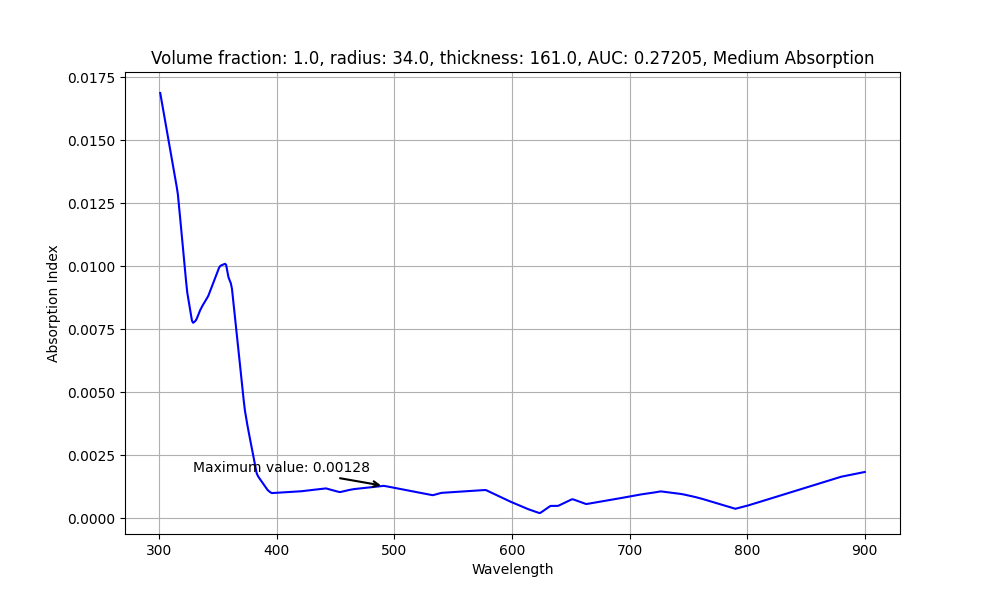 Volume fraction: 1.0, radius: 34.0, thickness: 161.0, AUC: 0.27205, Medium Absorption
0.0175
0.0150
0.0125
0.0100
0.0075
0.0050
0.0025
0.0000
Absorption Index
Maximum value: 0.00128
300 400 500 600 700 800 900
Wavelength